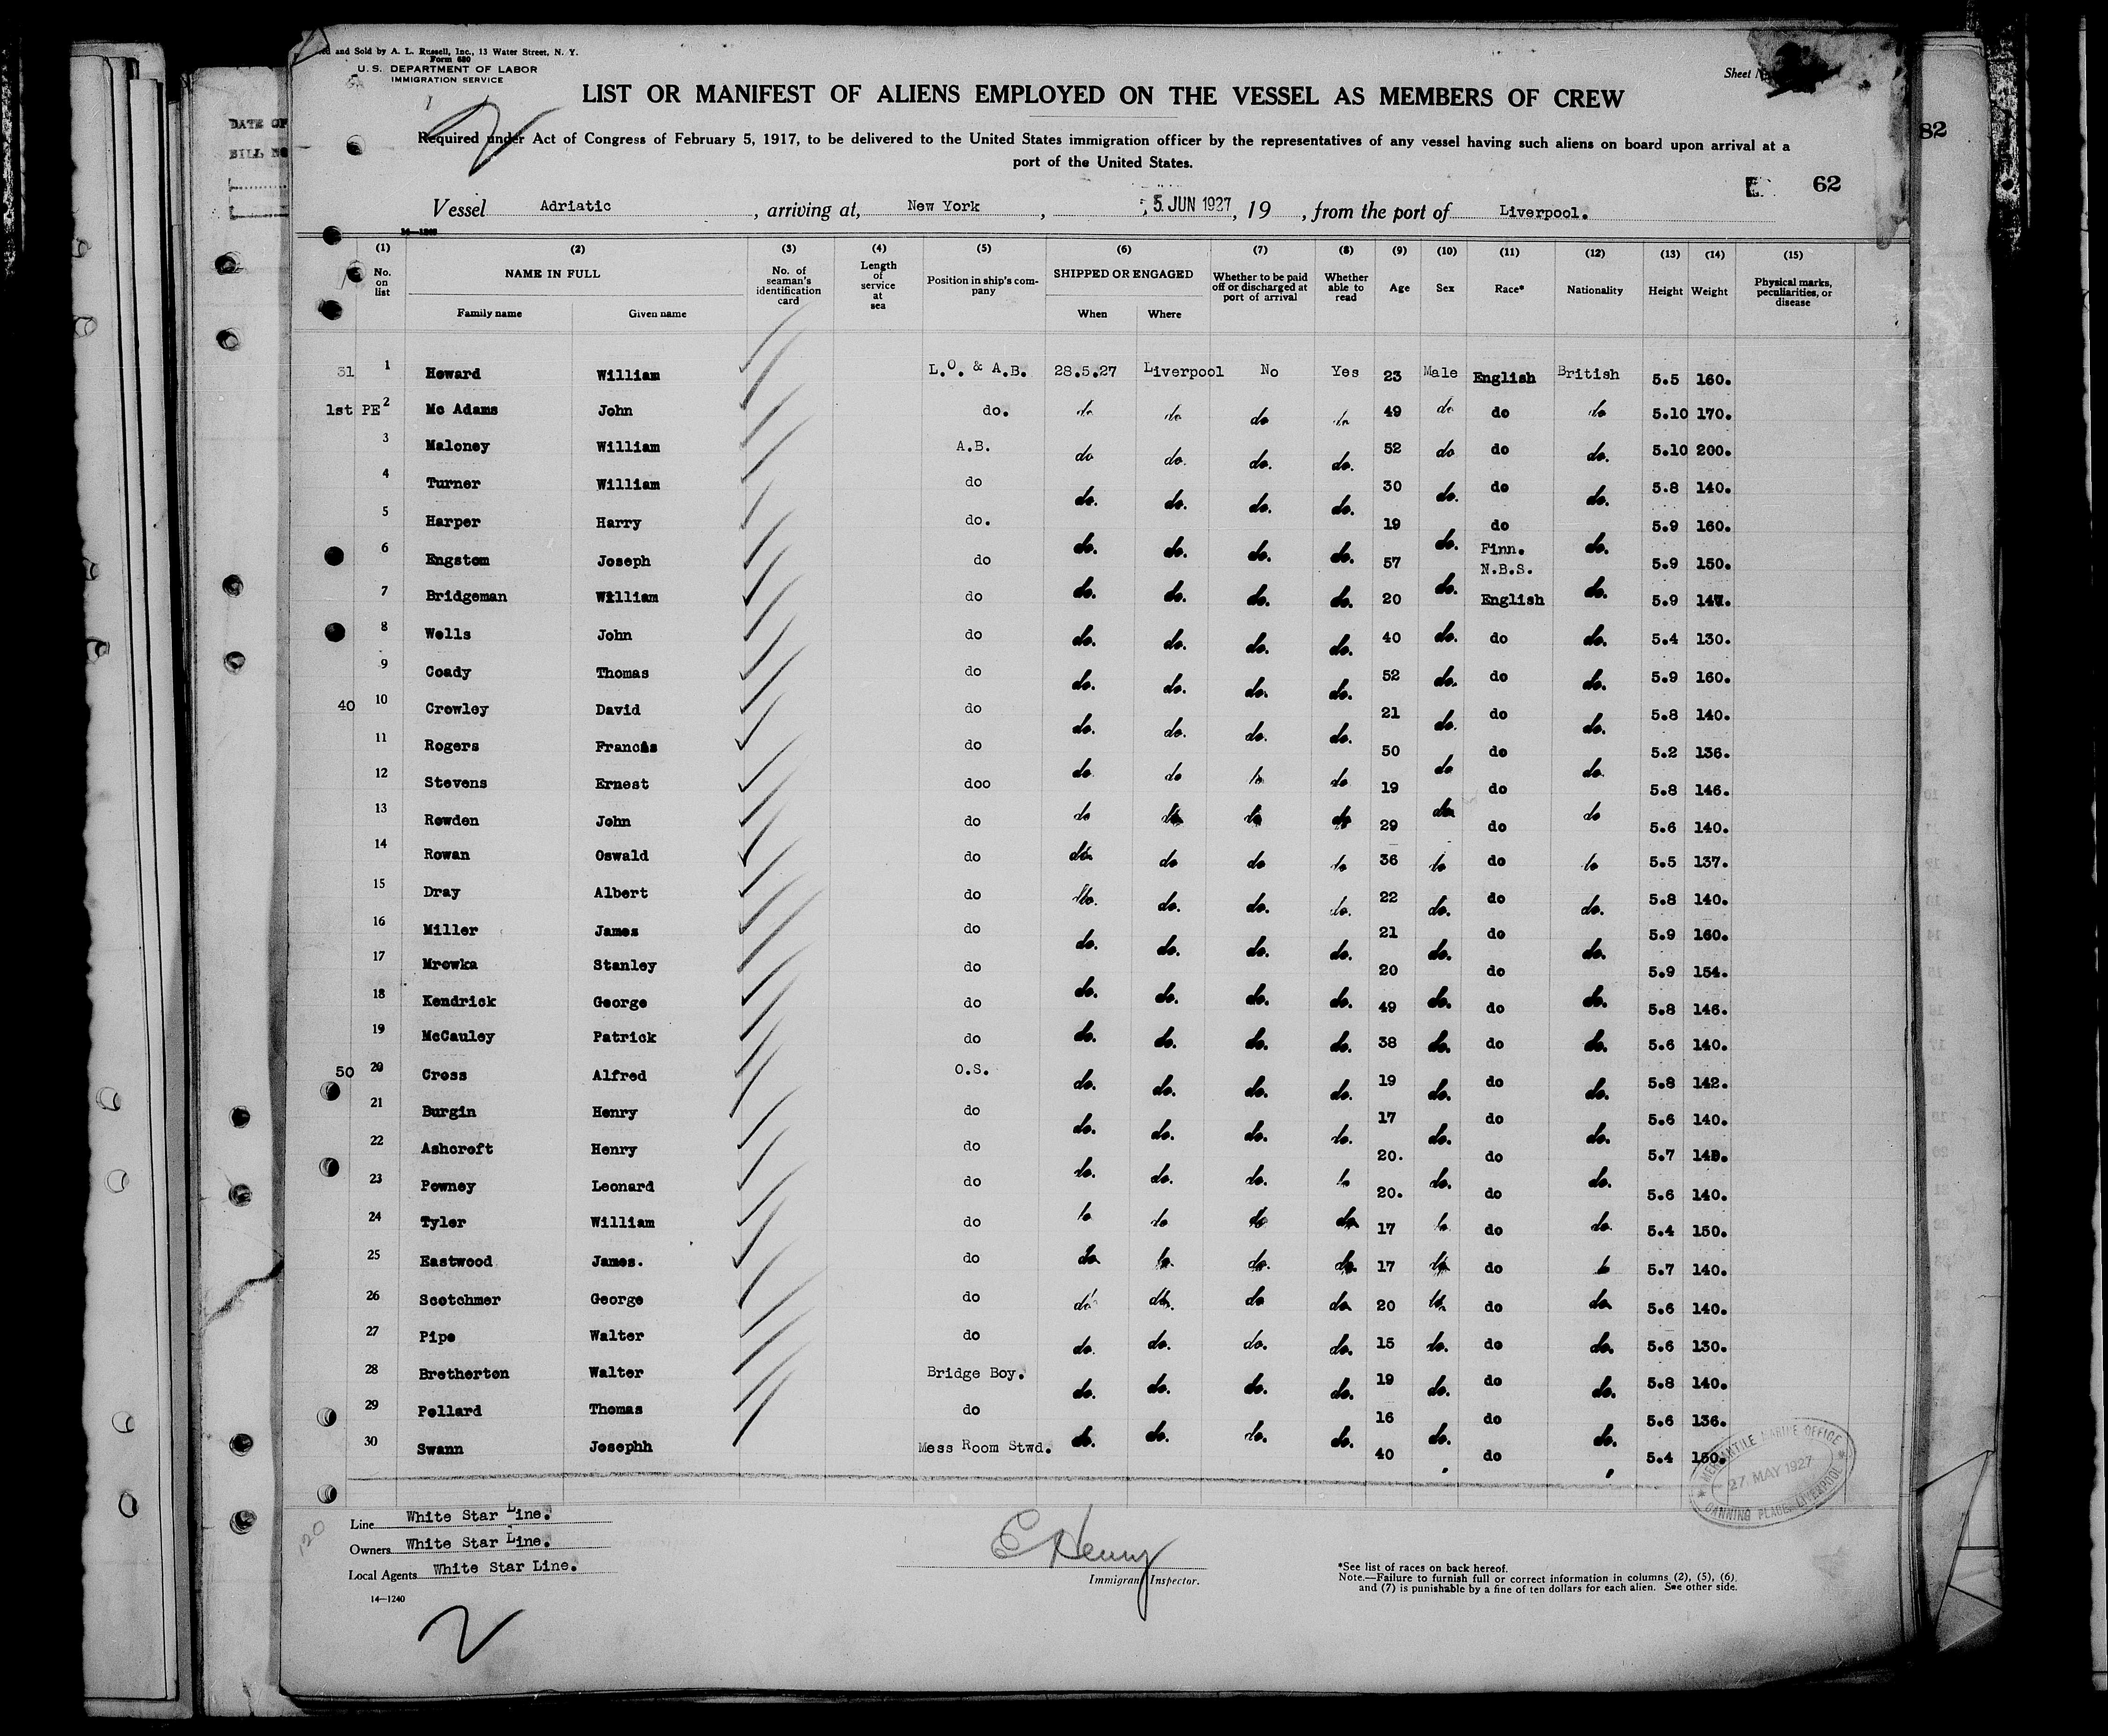 and Sold by A. L. Russell, Inc., 13 Water Street, N. Y.
Form 680
U. S. DEPARTMENT OF LABOR
IMMIGRATION SERVICE
Sheet
LIST OR MANIFEST OF ALIENS EMPLOYED ON THE VESSEL AS MEMBERS OF CREW
Required under Act of Congress of February 5, 1917, to be delivered to the United States immigration officer by the representatives of any vessel having such aliens on board upon arrival at a
port of the United States.
DATE OF
BILL NO
82
62
Vessel Adriatic, arriving at, New York, 5 JUN 1927, 19 , from the port of Liverpool.
(1) (2) (3) (4) (5) (6) (7) (8) (9) (10) (11) (12) (13) (14) (15)
No. on list NAME IN FULL Family name Given name No. of seaman's identification card Length of service at sea Position in ship's company SHIPPED OR ENGAGED When Where Whether to be paid off or discharged at port of arrival Whether able to read Age Sex Race* Nationality Height Weight Physical marks, peculiarities, or disease
31 1 Howard William L.O. & A.B. 28.5.27 Liverpool No Yes 23 Male English British 5.5 160.
1st PE 2 Mc Adams John do. do do do do 49 do do do 5.10 170.
3 Maloney William A.B. do do. do. do. 52 do do do. 5.10 200.
4 Turner William do do. do. do. do. 30 do. do do. 5.8 140.
5 Harper Harry do. do. do. do. do. 19 do. do do. 5.9 160.
6 Engstom Joseph do do. do. do. do. 57 do. Finn. N.B.S. do. 5.9 150.
7 Bridgeman William do do. do. do. do. 20 do. English do. 5.9 147.
8 Wells John do do. do. do. do. 40 do. do do. 5.4 130.
9 Coady Thomas do do. do. do. do. 52 do. do do. 5.9 160.
40 10 Crowley David do do. do. do. do. 21 do. do do. 5.8 140.
11 Rogers Francis do do. do do do 50 do do do. 5.2 136.
12 Stevens Ernest doo do do do do 19 do do do 5.8 146.
13 Rowden John do do do do do 29 do do do 5.6 140.
14 Rowan Oswald do do do do do 36 do do do 5.5 137.
15 Dray Albert do do. do. do. do. 22 do. do do. 5.8 140.
16 Miller James do do. do. do. do. 21 do. do do. 5.9 160.
17 Mrowka Stanley do do. do. do. do. 20 do. do do. 5.9 154.
18 Kendrick George do do. do. do. do. 49 do. do do. 5.8 146.
19 McCauley Patrick do do. do. do. do. 38 do. do do. 5.6 140.
50 20 Cross Alfred O.S. do. do. do. do. 19 do. do do. 5.8 142.
21 Burgin Henry do do. do. do. do. 17 do. do do. 5.6 140.
22 Ashcroft Henry do do. do. do. do 20. do. do do. 5.7
23 Powney Leonard do do do do do 20. do do do 5.6 140.
24 Tyler William do do do do do 17 do do do 5.4 150.
25 Eastwood James. do do do do do 17 do do do 5.7 140.
26 Scotchmer George do do do do do 20 do do do 5.6 140.
27 Pipe Walter do do. do. do. do. 15 do. do do. 5.6 130.
28 Bretherton Walter Bridge Boy. do. do. do. do. 19 do. do do. 5.8 140.
29 Pollard Thomas do do. do. do. do. 16 do. do do. 5.6 136.
30 Swann Josephh Mess Room Stwd. 40 do 5.4 150.
MERCANTILE MARINE OFFICE
27 MAY 1927
CANNING PLACE, LIVERPOOL
Line White Star Line.
Owners White Star Line.
Local Agents White Star Line.
14—1240
120
E Henry
Immigrant Inspector.
*See list of races on back hereof.
Note.—Failure to furnish full or correct information in columns (2), (5), (6),
and (7) is punishable by a fine of ten dollars for each alien. See other side.
2